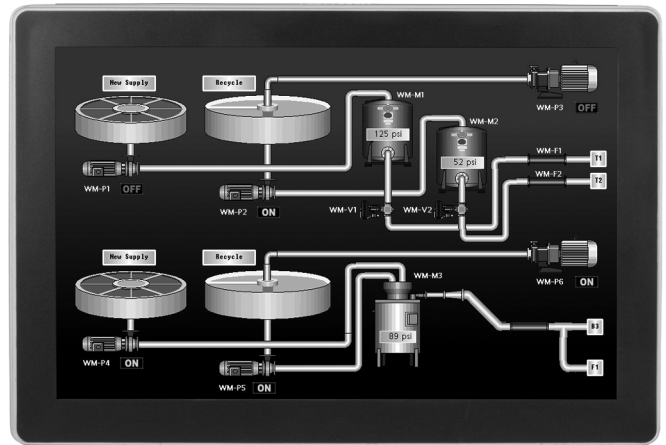 New Supply
Recycle
WM-M1
WM-P3 OFF
WM-M2
125 psi
WM-F1
T1
52 psi
WM-F2
T2
WM-P1 OFF
WM-P2 ON
WM-V1
WM-V2
New Supply
Recycle
WM-P6 ON
WM-M3
B3
89 psi
WM-P4 ON
F1
WM-P5 ON